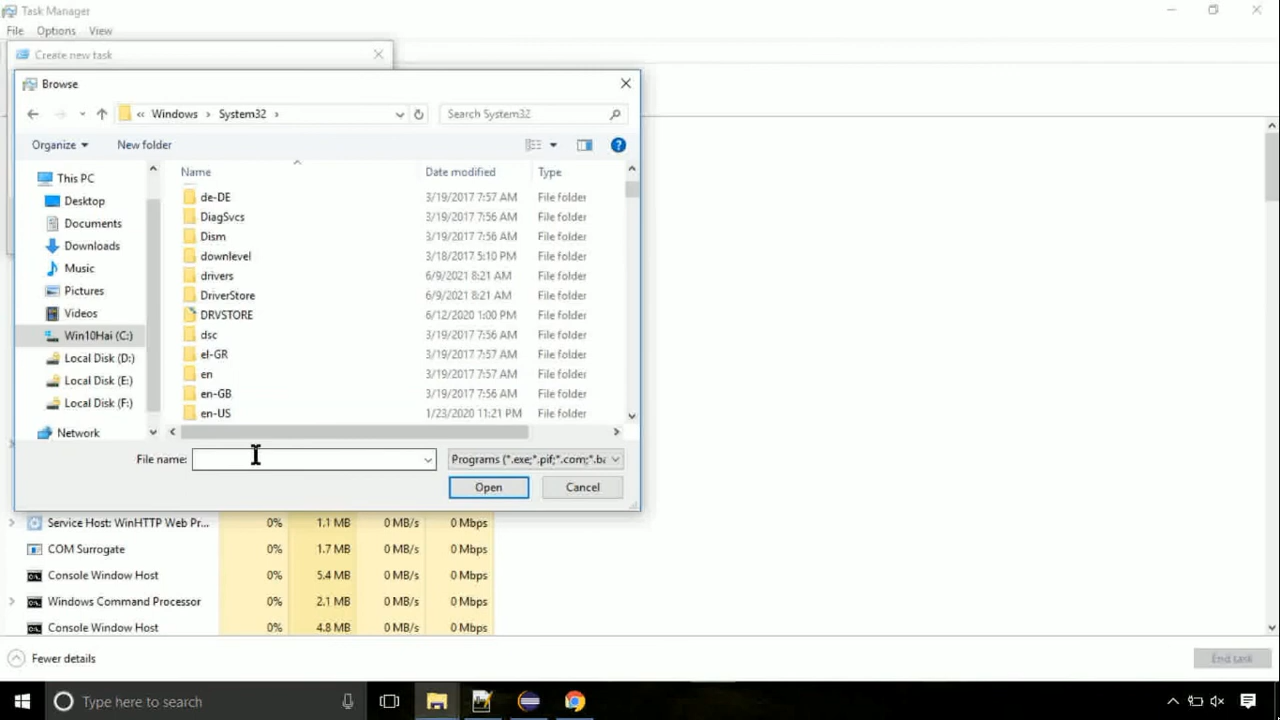 Task Manager
File Options View
Create new task
Browse
« Windows › System32 ›
Search System32
Organize New folder
Name Date modified Type
This PC
Desktop
Documents
Downloads
Music
Pictures
Videos
Win10Hai (C:)
Local Disk (D:)
Local Disk (E:)
Local Disk (F:)
Network
de-DE 3/19/2017 7:57 AM File folder
DiagSvcs 3/19/2017 7:56 AM File folder
Dism 3/19/2017 7:56 AM File folder
downlevel 3/18/2017 5:10 PM File folder
drivers 6/9/2021 8:21 AM File folder
DriverStore 6/9/2021 8:21 AM File folder
DRVSTORE 6/12/2020 1:00 PM File folder
dsc 3/19/2017 7:56 AM File folder
el-GR 3/19/2017 7:57 AM File folder
en 3/19/2017 7:57 AM File folder
en-GB 3/19/2017 7:56 AM File folder
en-US 1/23/2020 11:21 PM File folder
File name: Programs (*.exe;*.pif;*.com;*.ba
Open Cancel
Service Host: WinHTTP Web Pr... 0% 1.1 MB 0 MB/s 0 Mbps
COM Surrogate 0% 1.7 MB 0 MB/s 0 Mbps
Console Window Host 0% 5.4 MB 0 MB/s 0 Mbps
Windows Command Processor 0% 2.1 MB 0 MB/s 0 Mbps
Console Window Host 0% 4.8 MB 0 MB/s 0 Mbps
Fewer details
End task
Type here to search